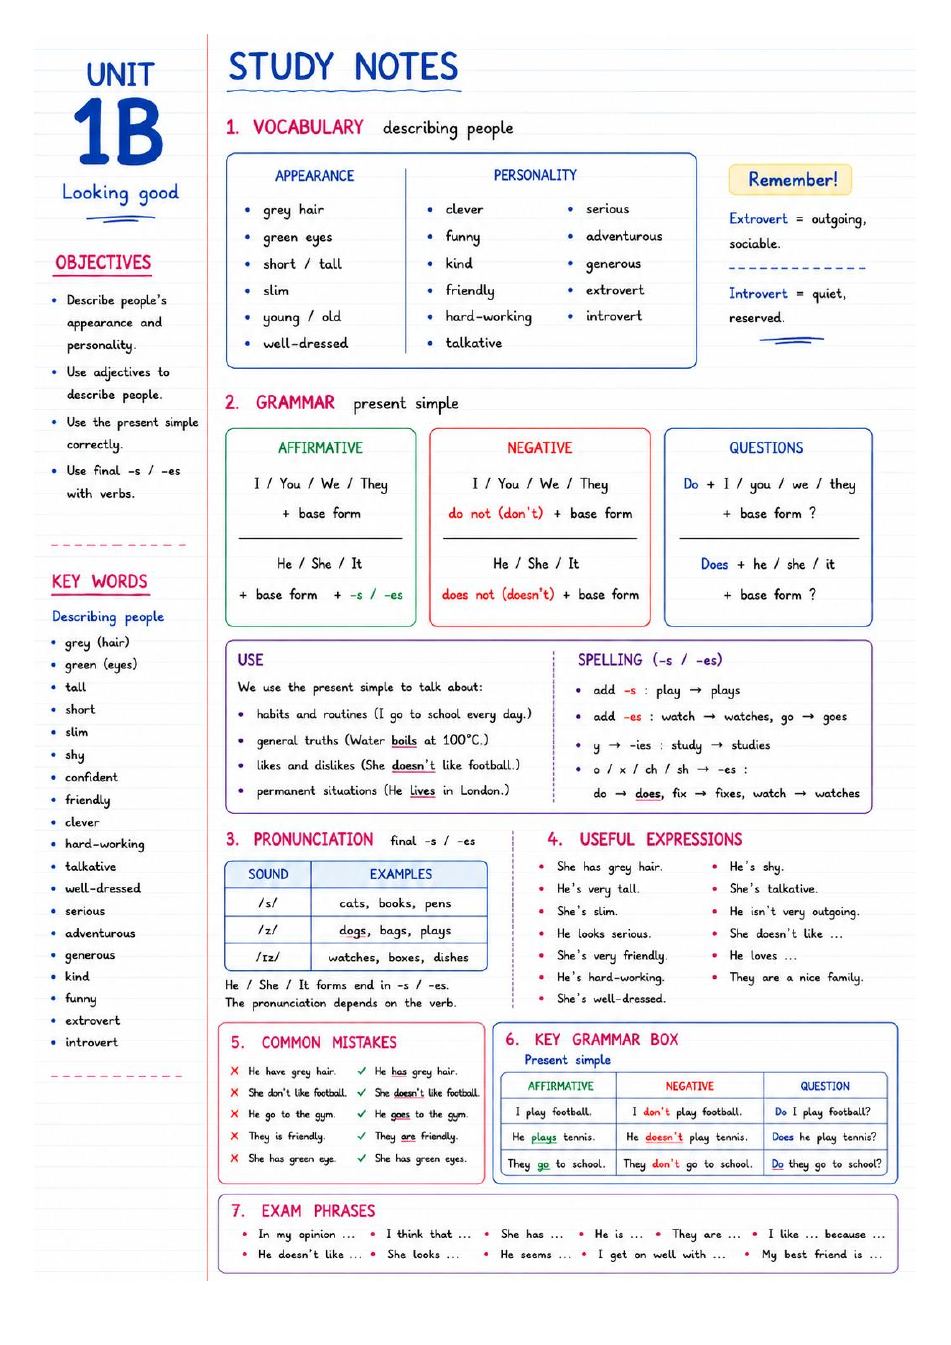 UNIT
1B
Looking good
OBJECTIVES
• Describe people's
appearance and
personality.
• Use adjectives to
describe people.
• Use the present simple
correctly.
• Use final -s / -es
with verbs.
KEY WORDS
Describing people
• grey (hair)
• green (eyes)
• tall
• short
• slim
• shy
• confident
• friendly
• clever
• hard-working
• talkative
• well-dressed
• serious
• adventurous
• generous
• kind
• funny
• extrovert
• introvert
STUDY NOTES
1. VOCABULARY describing people
APPEARANCE
• grey hair
• green eyes
• short / tall
• slim
• young / old
• well-dressed
PERSONALITY
• clever
• funny
• kind
• friendly
• hard-working
• talkative
• serious
• adventurous
• generous
• extrovert
• introvert
Remember!
Extrovert = outgoing,
sociable.
Introvert = quiet,
reserved.
2. GRAMMAR present simple
AFFIRMATIVE
I / You / We / They
+ base form
He / She / It
+ base form + -s / -es
NEGATIVE
I / You / We / They
do not (don't) + base form
He / She / It
does not (doesn't) + base form
QUESTIONS
Do + I / you / we / they
+ base form ?
Does + he / she / it
+ base form ?
USE
We use the present simple to talk about:
• habits and routines (I go to school every day.)
• general truths (Water boils at 100°C.)
• likes and dislikes (She doesn't like football.)
• permanent situations (He lives in London.)
SPELLING (-s / -es)
• add -s : play → plays
• add -es : watch → watches, go → goes
• y → -ies : study → studies
• o / x / ch / sh → -es :
do → does, fix → fixes, watch → watches
3. PRONUNCIATION final -s / -es
SOUND EXAMPLES
/s/ cats, books, pens
/z/ dogs, bags, plays
/ɪz/ watches, boxes, dishes
He / She / It forms end in -s / -es.
The pronunciation depends on the verb.
4. USEFUL EXPRESSIONS
• She has grey hair.
• He's very tall.
• She's slim.
• He looks serious.
• She's very friendly.
• He's hard-working.
• She's well-dressed.
• He's shy.
• She's talkative.
• He isn't very outgoing.
• She doesn't like ...
• He loves ...
• They are a nice family.
5. COMMON MISTAKES
✗ He have grey hair. ✓ He has grey hair.
✗ She don't like football. ✓ She doesn't like football.
✗ He go to the gym. ✓ He goes to the gym.
✗ They is friendly. ✓ They are friendly.
✗ She has green eye. ✓ She has green eyes.
6. KEY GRAMMAR BOX
Present simple
AFFIRMATIVE NEGATIVE QUESTION
I play football. I don't play football. Do I play football?
He plays tennis. He doesn't play tennis. Does he play tennis?
They go to school. They don't go to school. Do they go to school?
7. EXAM PHRASES
• In my opinion ... • I think that ... • She has ... • He is ... • They are ... • I like ... because ...
• He doesn't like ... • She looks ... • He seems ... • I get on well with ... • My best friend is ...